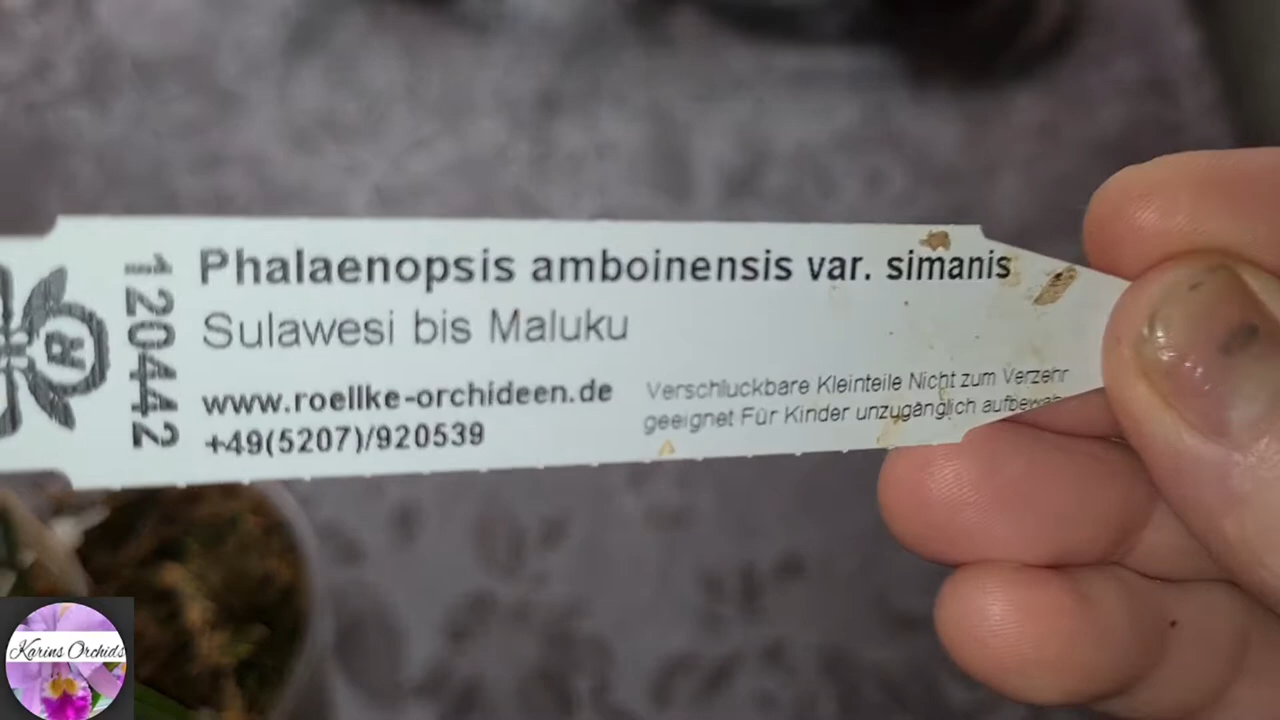 120442
Phalaenopsis amboinensis var. simanis
Sulawesi bis Maluku
www.roellke-orchideen.de
+49(5207)/920539
Verschluckbare Kleinteile Nicht zum Verzehr
geeignet Für Kinder unzugänglich
Karins Orchids